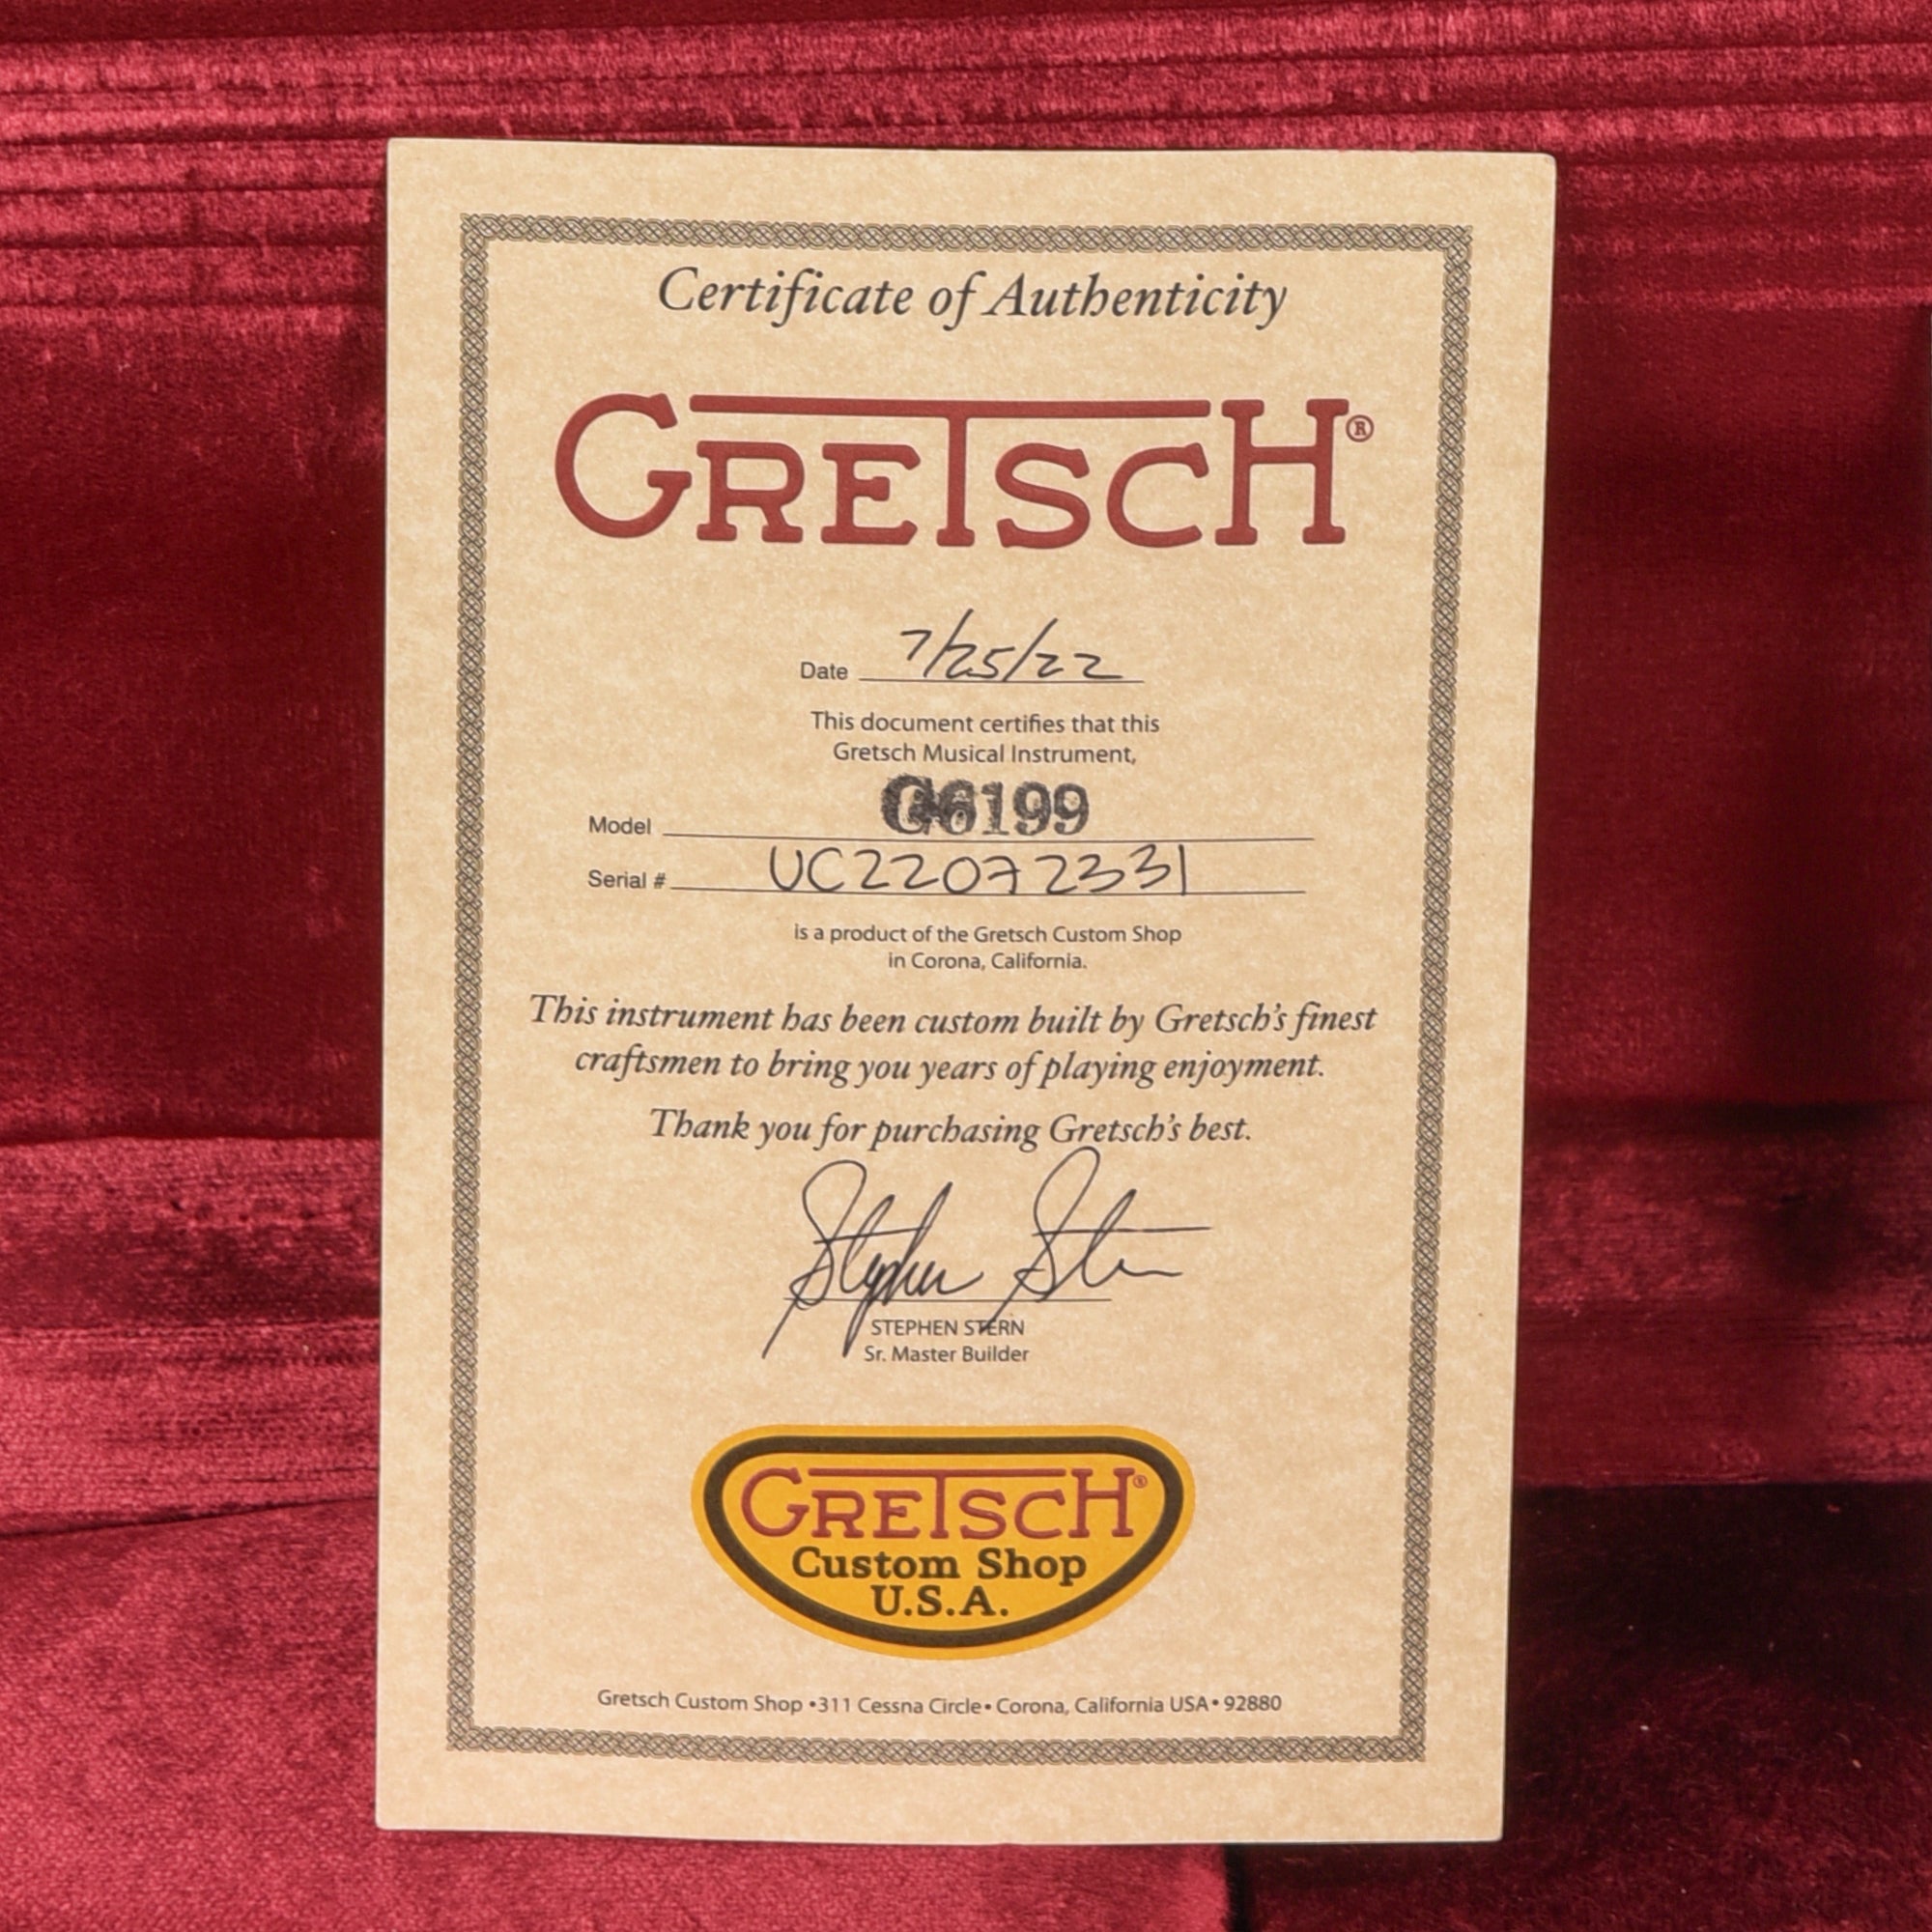 Certificate of Authenticity
GRETSCH®
Date 7/25/22
This document certifies that this
Gretsch Musical Instrument,
Model G6199
Serial # UC22072331
is a product of the Gretsch Custom Shop
in Corona, California.
This instrument has been custom built by Gretsch's finest
craftsmen to bring you years of playing enjoyment.
Thank you for purchasing Gretsch's best.
Stephen Stern
STEPHEN STERN
Sr. Master Builder
GRETSCH®
Custom Shop
U.S.A.
Gretsch Custom Shop •311 Cessna Circle• Corona, California USA• 92880